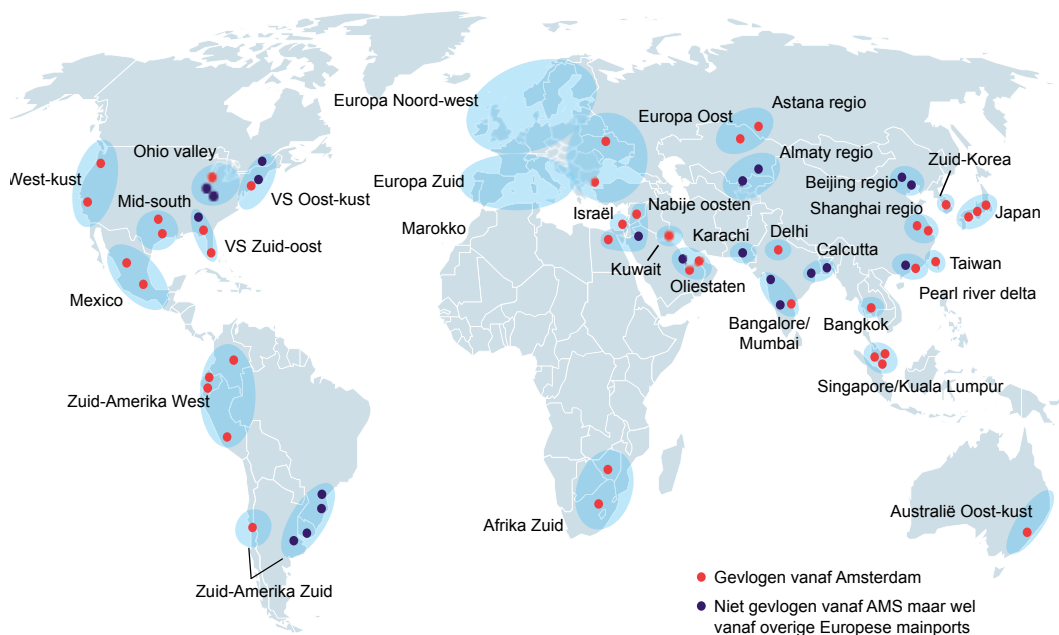 Europa Noord-west
Europa Oost
Astana regio
Ohio valley
Almaty regio
Zuid-Korea
West-kust
Europa Zuid
Beijing regio
VS Oost-kust
Mid-south
Nabije oosten
Israël
Shanghai regio
Japan
Marokko
Karachi
Delhi
VS Zuid-oost
Calcutta
Kuwait
Taiwan
Oliestaten
Mexico
Pearl river delta
Bangalore/
Mumbai
Bangkok
Singapore/Kuala Lumpur
Zuid-Amerika West
Australië Oost-kust
Afrika Zuid
Zuid-Amerika Zuid
Gevlogen vanaf Amsterdam
Niet gevlogen vanaf AMS maar wel
vanaf overige Europese mainports